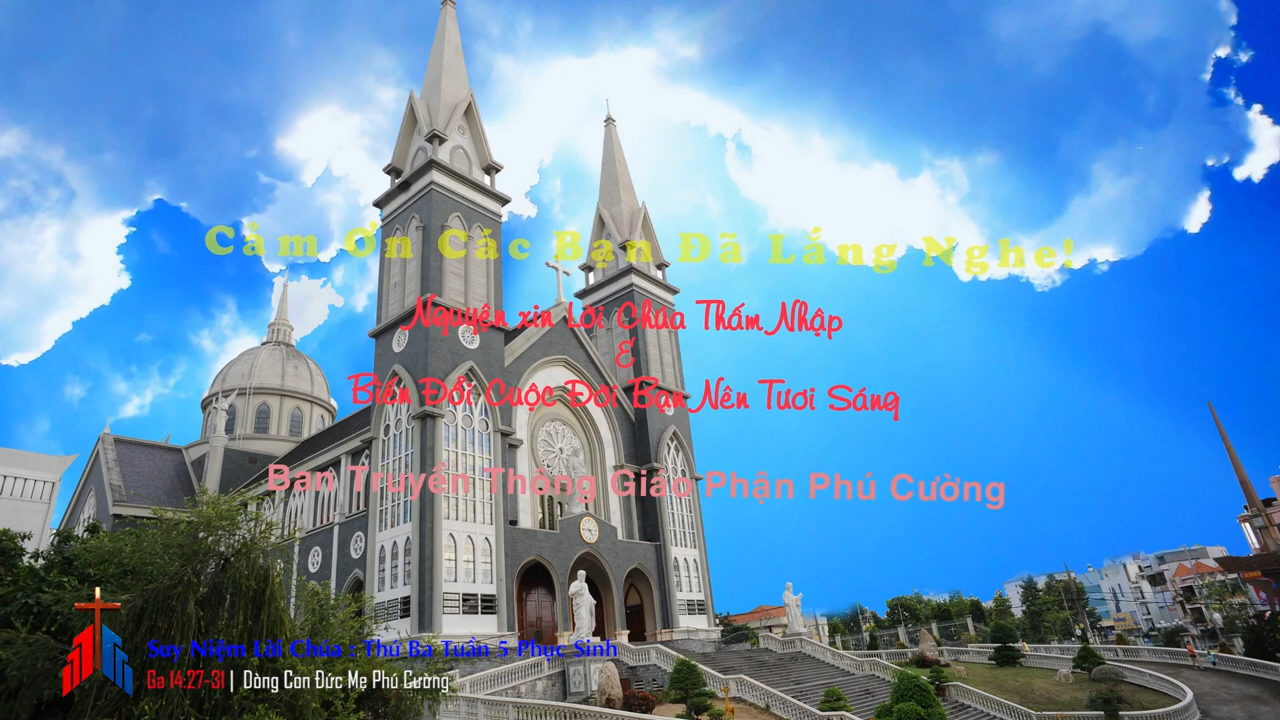 Cảm Ơn Các Bạn Đã Lắng Nghe!
Nguyện xin Lời Chúa Thấm Nhập
&
Biến Đổi Cuộc Đời Bạn Nên Tươi Sáng
Ban Truyền Thông Giáo Phận Phú Cường
Suy Niệm Lời Chúa : Thứ Ba Tuần 5 Phục Sinh
Ga 14:27-31 | Dòng Con Đức Mẹ Phú Cường